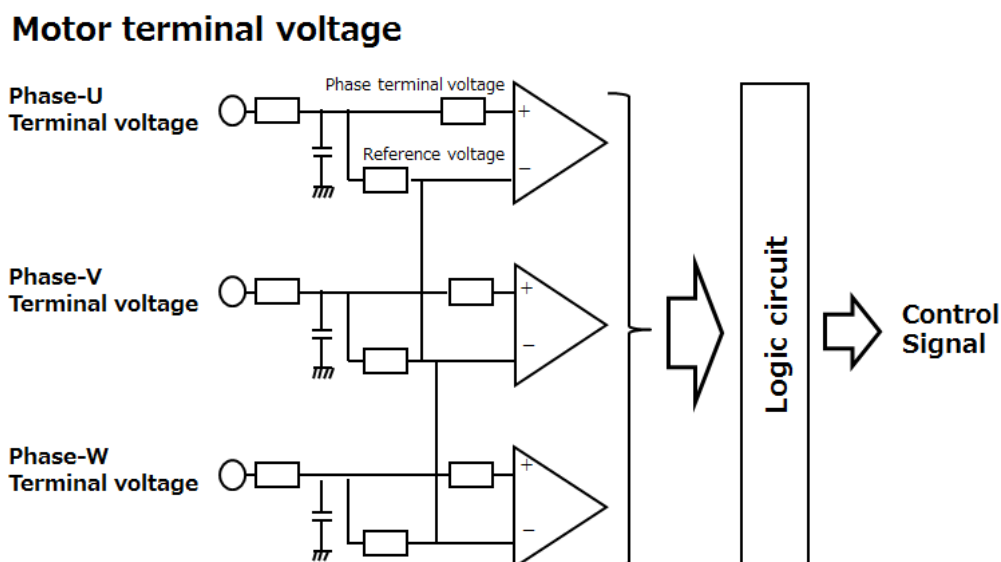 Motor terminal voltage
Phase-U
Terminal voltage
Phase terminal voltage
+
Reference voltage
−
Phase-V
Terminal voltage
+
−
Phase-W
Terminal voltage
+
−
Logic circuit
Control
Signal